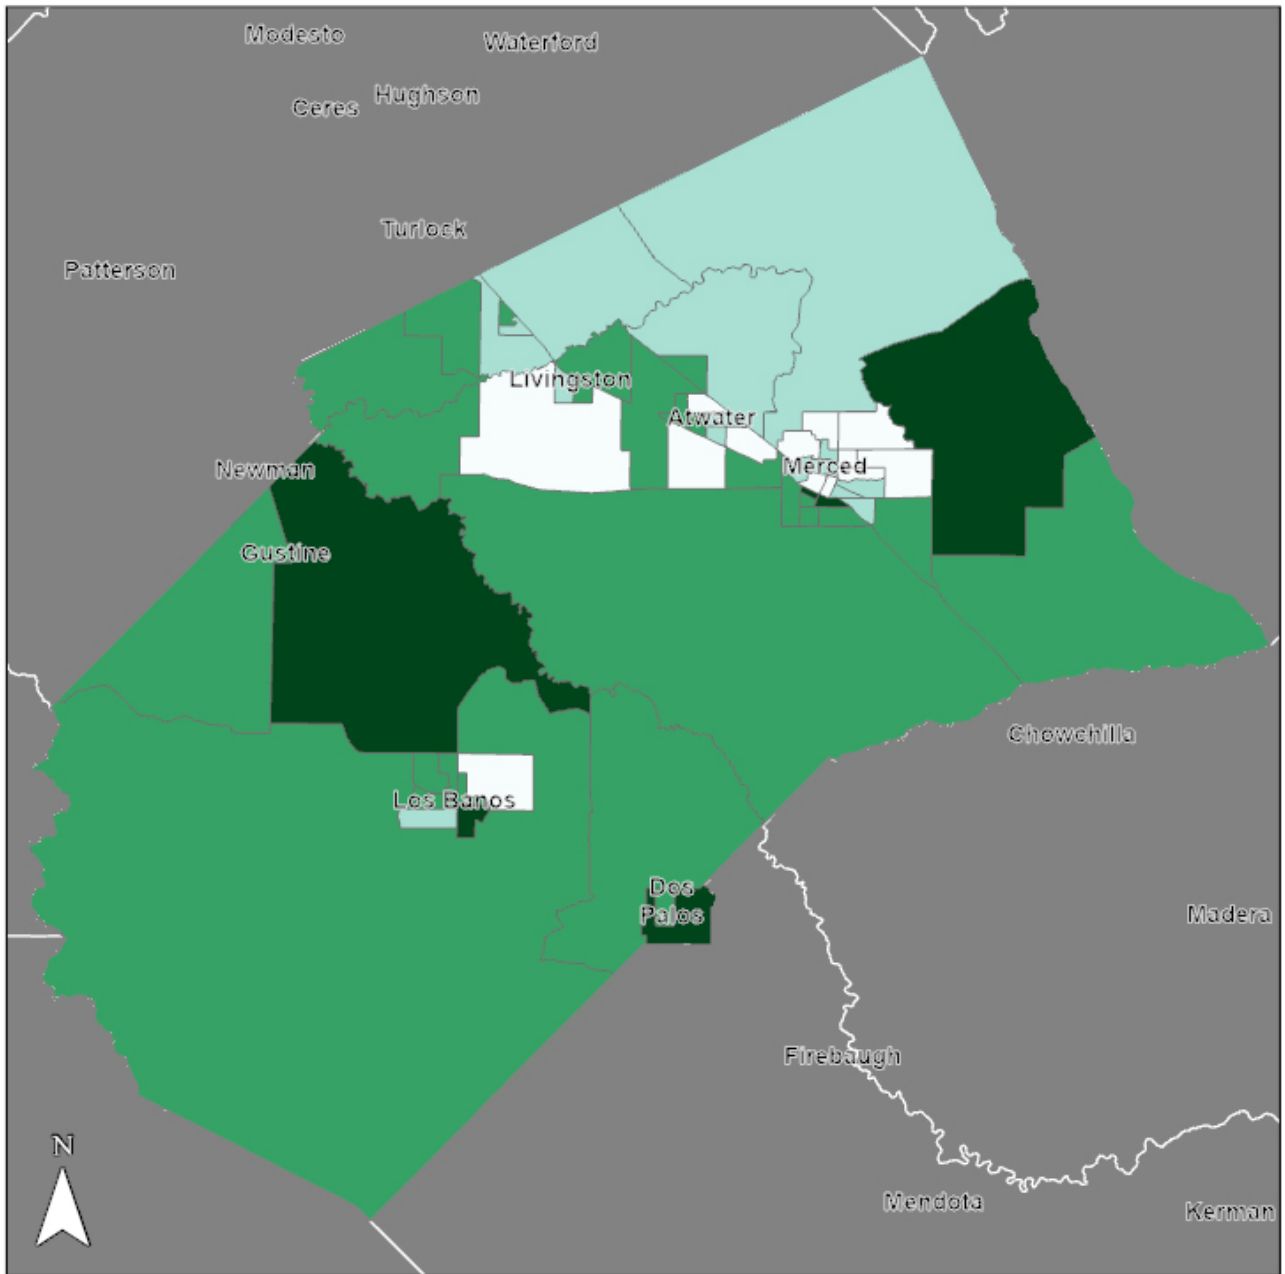 Modesto
Waterford
Ceres
Hughson
Turlock
Patterson
Livingston
Atwater
Newman
Merced
Gustine
Chowchilla
Los Banos
Dos
Palos
Madera
Firebaugh
N
Mendota
Kerman